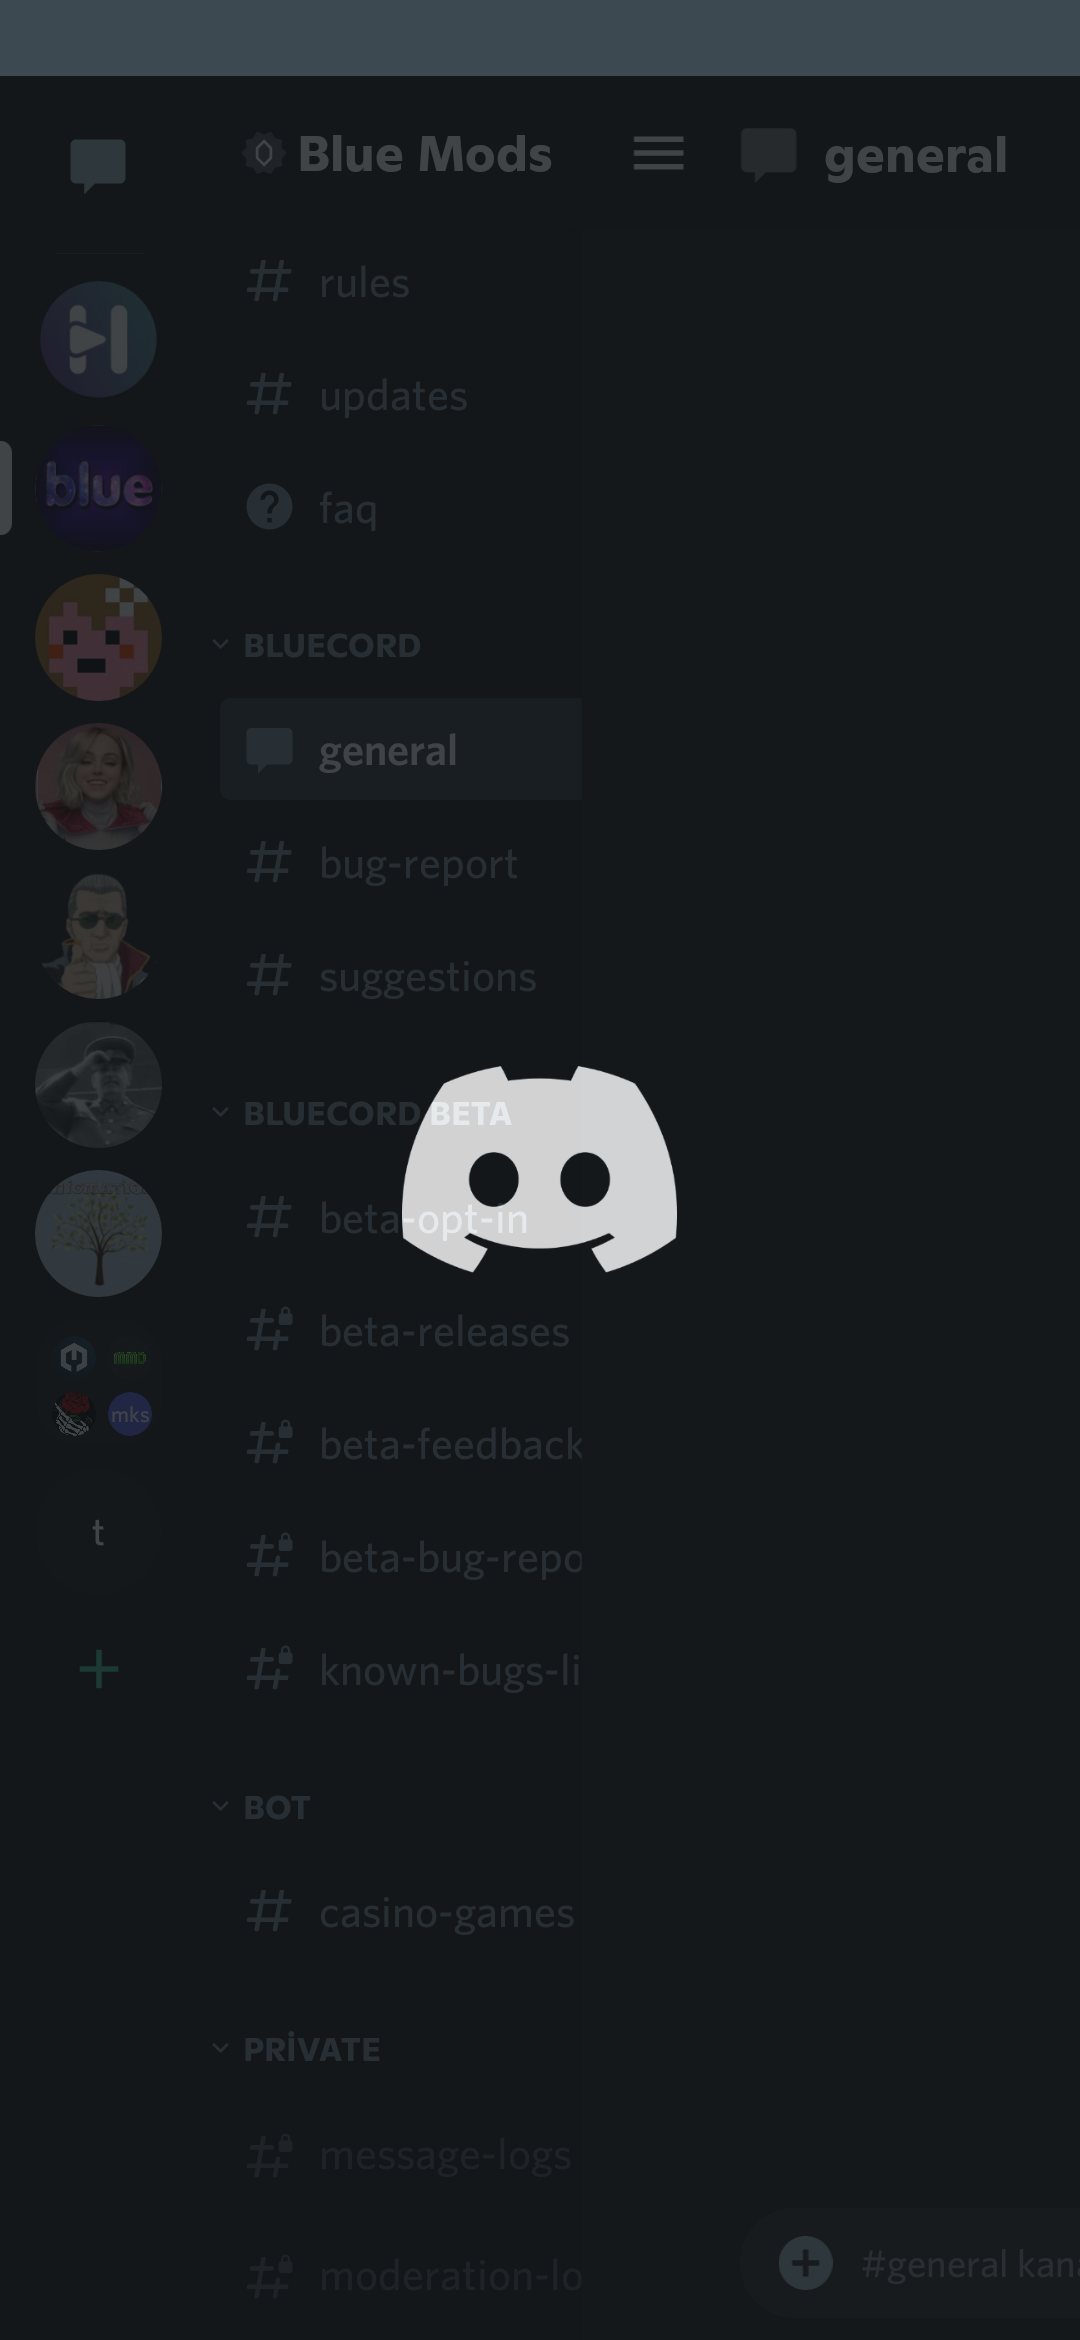 Blue Mods
general
rules
updates
blue
faq
BLUECORD
general
bug-report
suggestions
BLUECORD BETA
beta-opt-in
beta-releases
mmd
mks
beta-feedback
t
beta-bug-repo
known-bugs-li
BOT
casino-games
PRİVATE
message-logs
#general kana
moderation-lo